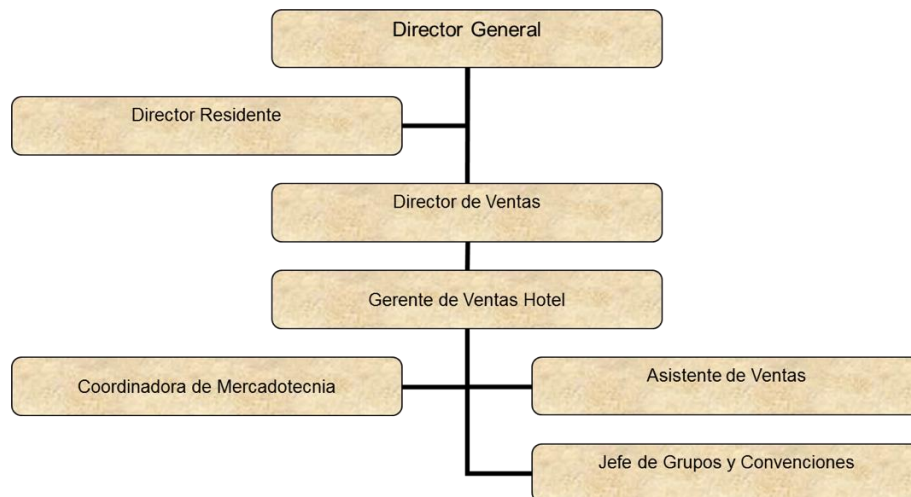 Director General
Director Residente
Director de Ventas
Gerente de Ventas Hotel
Coordinadora de Mercadotecnia
Asistente de Ventas
Jefe de Grupos y Convenciones